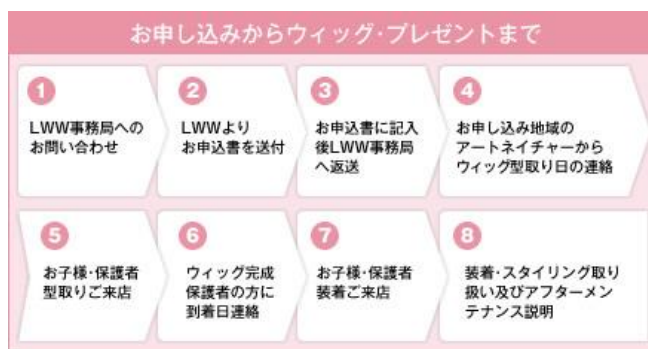 お申し込みからウィッグ・プレゼントまで
1
LWW事務局への
お問い合わせ
2
LWWより
お申込書を送付
3
お申込書に記入
後LWW事務局
へ返送
4
お申し込み地域の
アートネイチャーから
ウィッグ型取り日の連絡
5
お子様・保護者
型取りご来店
6
ウィッグ完成
保護者の方に
到着日連絡
7
お子様・保護者
装着ご来店
8
装着・スタイリング取り
扱い及びアフターメン
テナンス説明